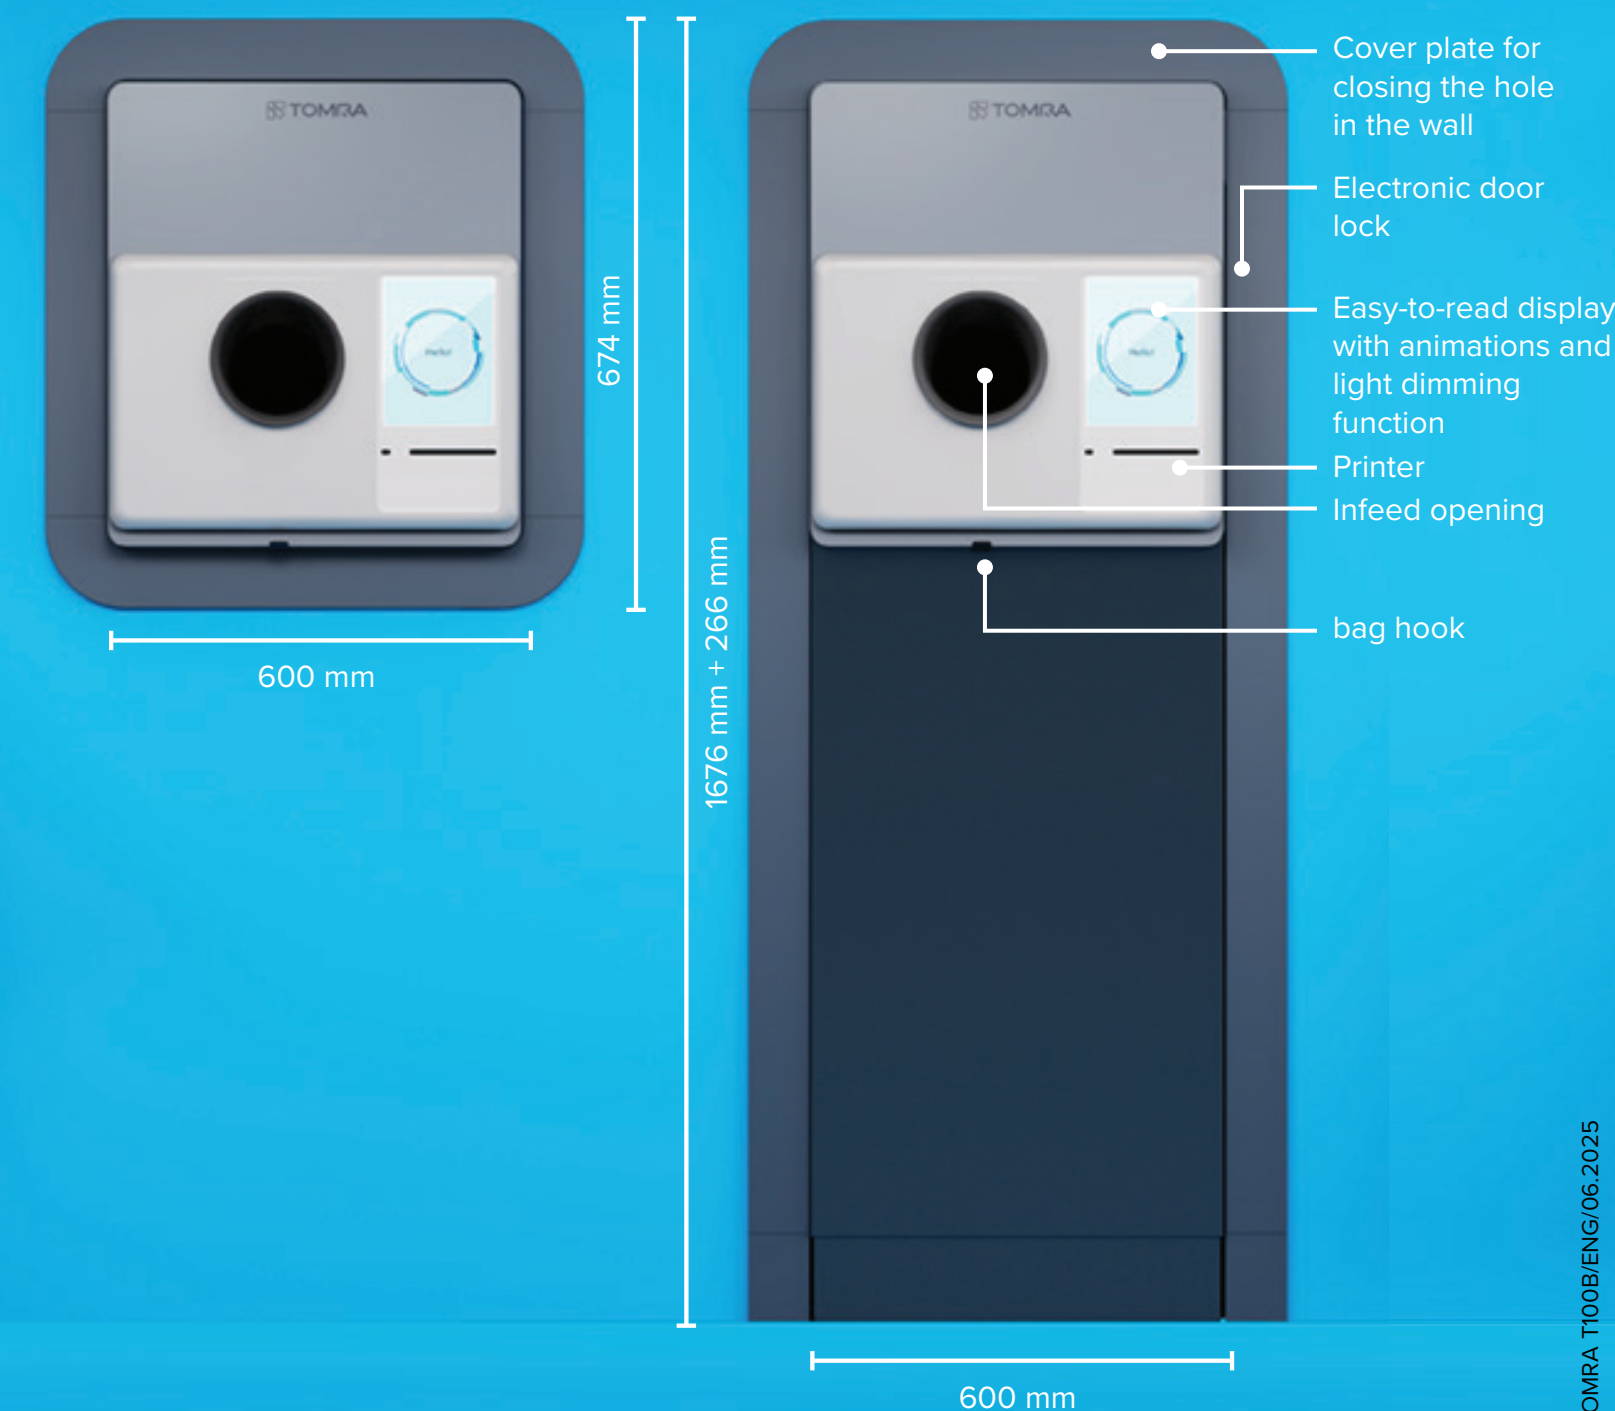 TOMRA
TOMRA
Cover plate for
closing the hole
in the wall
Electronic door
lock
Easy-to-read display
with animations and
light dimming
function
Printer
Infeed opening
bag hook
Hello!
Hello!
674 mm
1676 mm + 266 mm
600 mm
600 mm
OMRA T100B/ENG/06.2025